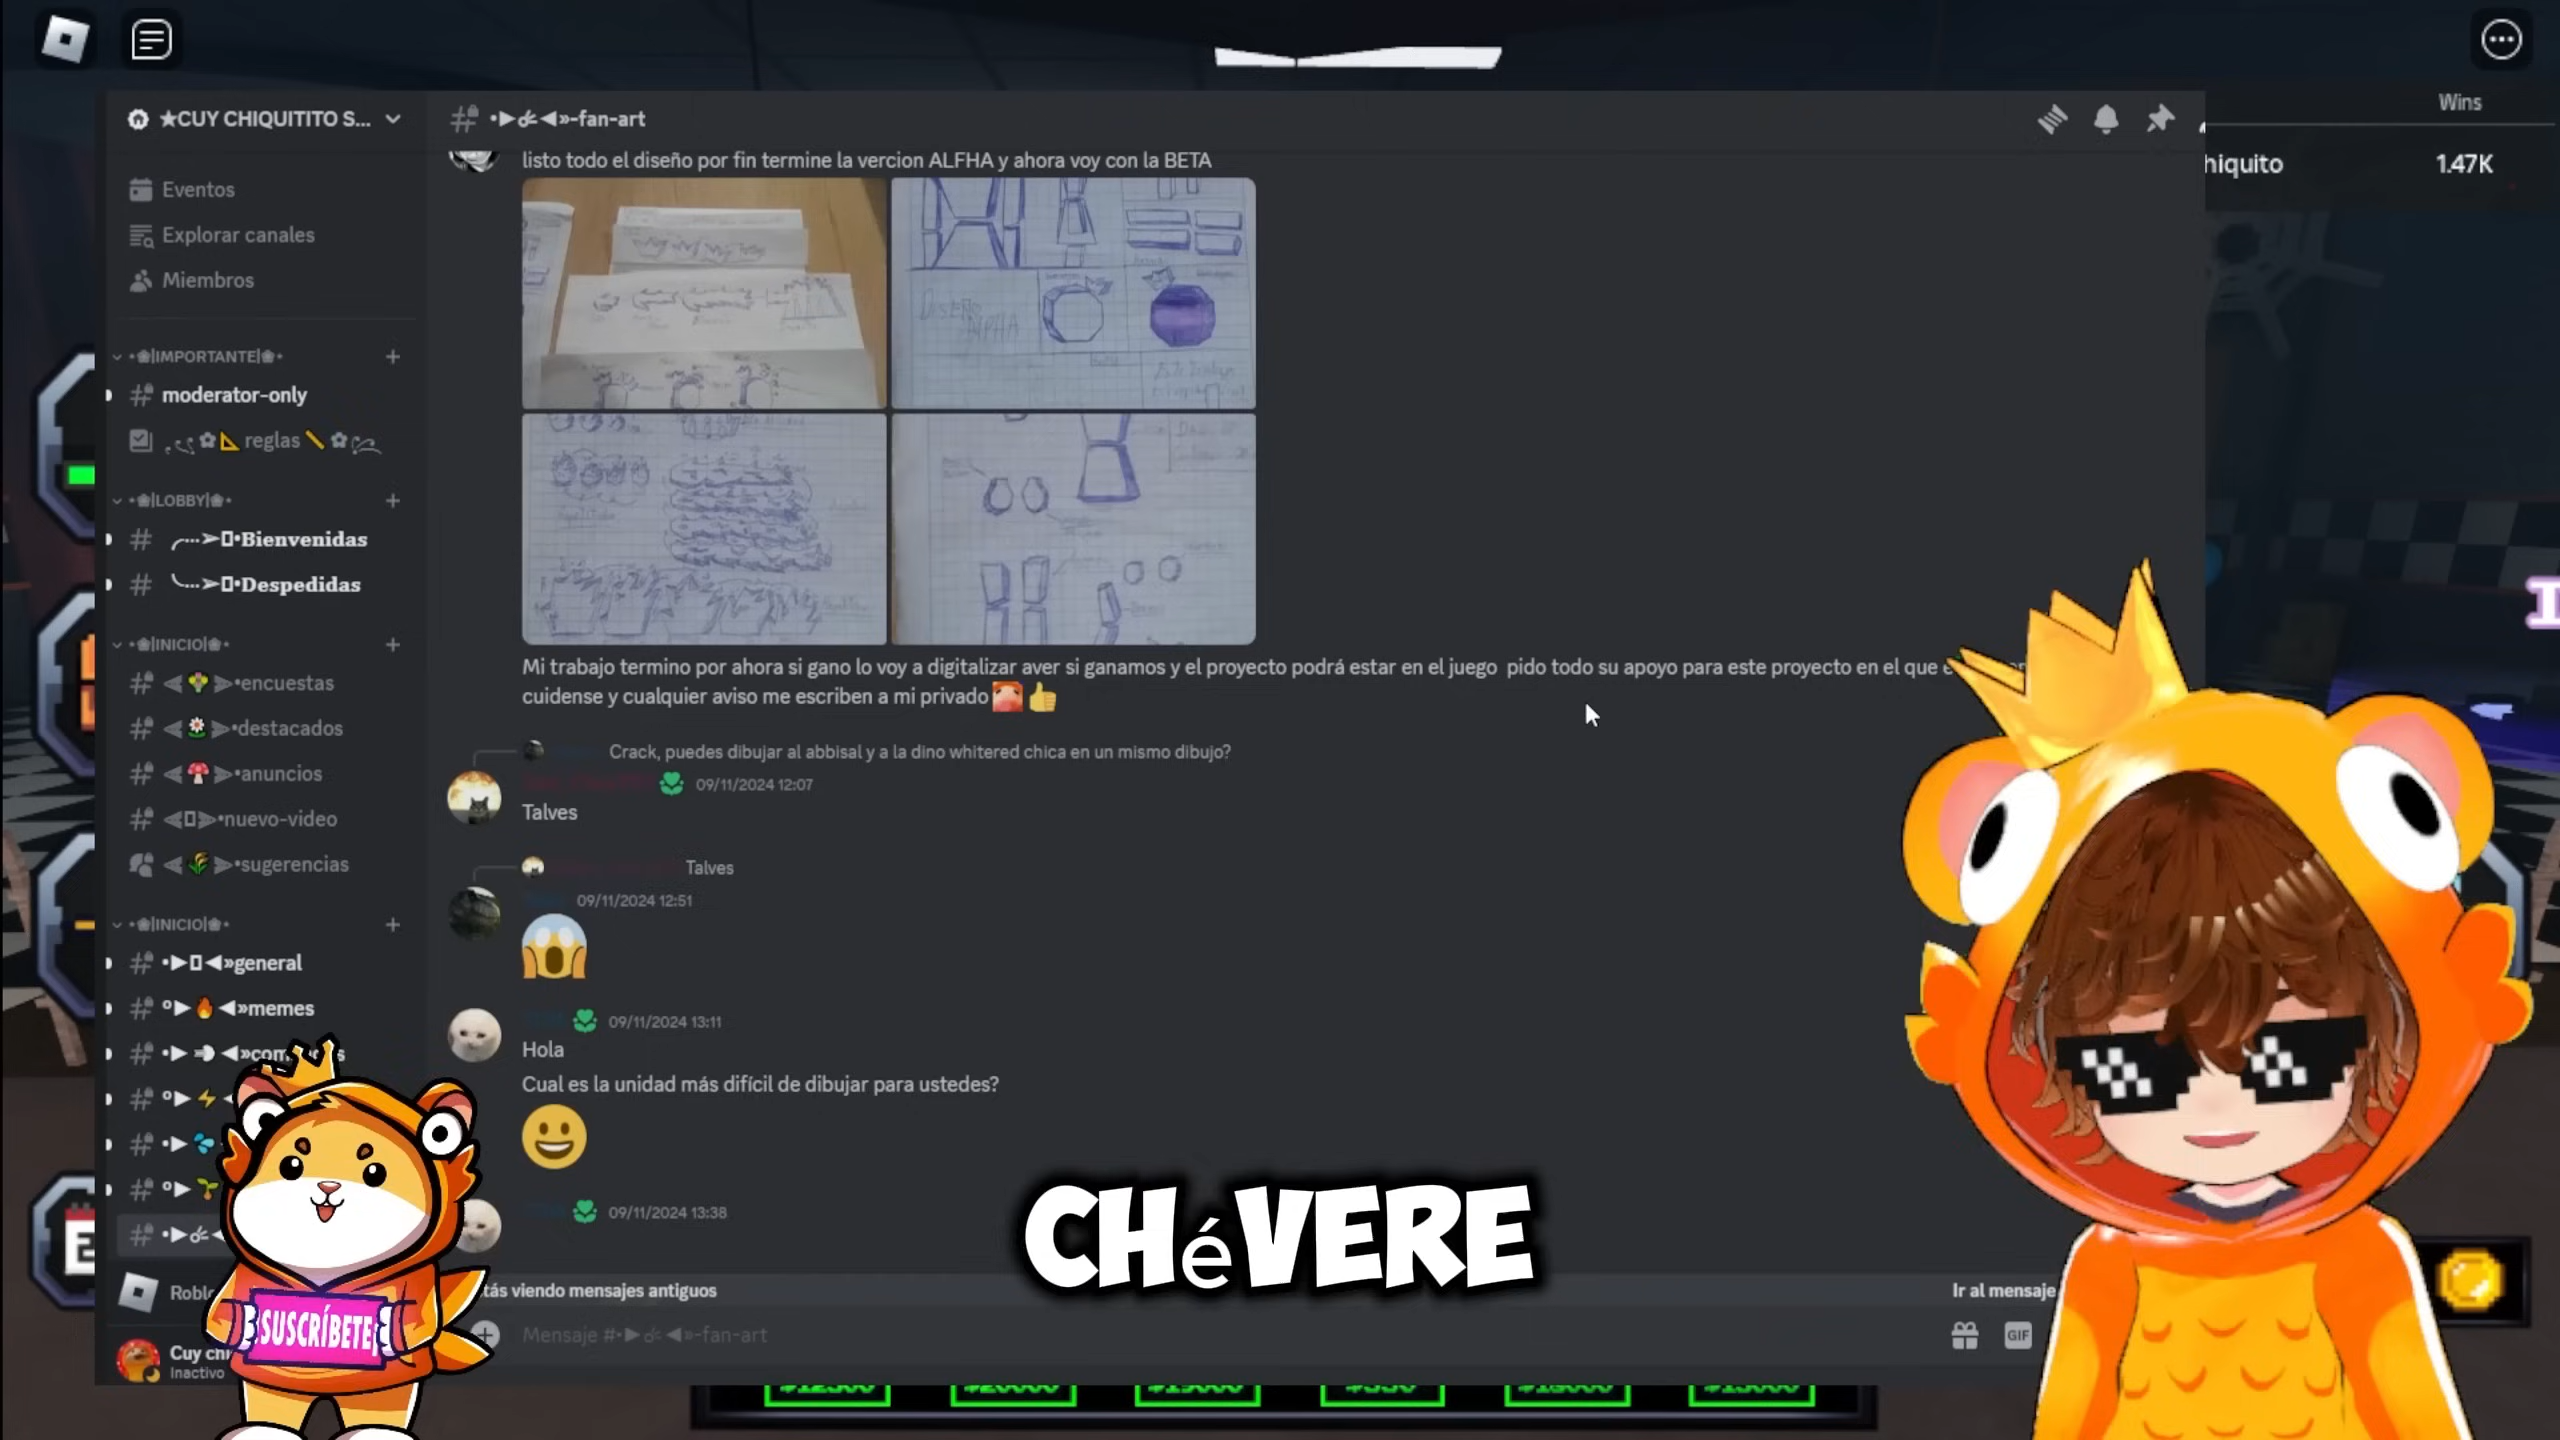 Wins
hiquito
1.47K
★CUY CHIQUITITO S...
•▶ ◀»-fan-art
Eventos
Explorar canales
Miembros
•❀|IMPORTANTE|❀•
moderator-only
reglas
•❀|LOBBY|❀•
•Bienvenidas
•Despedidas
•❀|INICIO|❀•
•encuestas
•destacados
•anuncios
•nuevo-video
•sugerencias
•❀|INICIO|❀•
•▶▯◀»general
º▶🔥◀»memes
listo todo el diseño por fin termine la vercion ALFHA y ahora voy con la BETA
DISEÑO
ALPHA
Mi trabajo termino por ahora si gano lo voy a digitalizar aver si ganamos y el proyecto podrá estar en el juego pido todo su apoyo para este proyecto en el que
cuidense y cualquier aviso me escriben a mi privado 👍
Crack, puedes dibujar al abbisal y a la dino whitered chica en un mismo dibujo?
09/11/2024 12:07
Talves
Talves
09/11/2024 12:51
😱
09/11/2024 13:11
Hola
Cual es la unidad más difícil de dibujar para ustedes?
😀
09/11/2024 13:38
CHéVERE
tás viendo mensajes antiguos
Ir al mensaje
Roblo
SUSCRÍBETE
Mensaje #•▶ ◀»-fan-art
GIF
Cuy chi
Inactivo